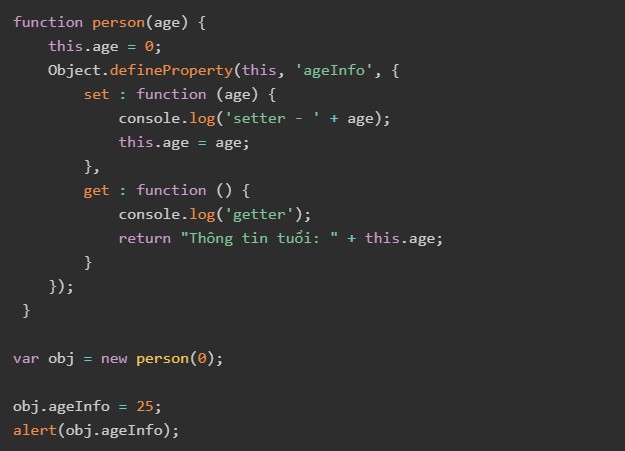 function person(age) {
    this.age = 0;
    Object.defineProperty(this, 'ageInfo', {
        set : function (age) {
            console.log('setter - ' + age);
            this.age = age;
        },
        get : function () {
            console.log('getter');
            return "Thông tin tuổi: " + this.age;
        }
    });
 }

var obj = new person(0);

obj.ageInfo = 25;
alert(obj.ageInfo);